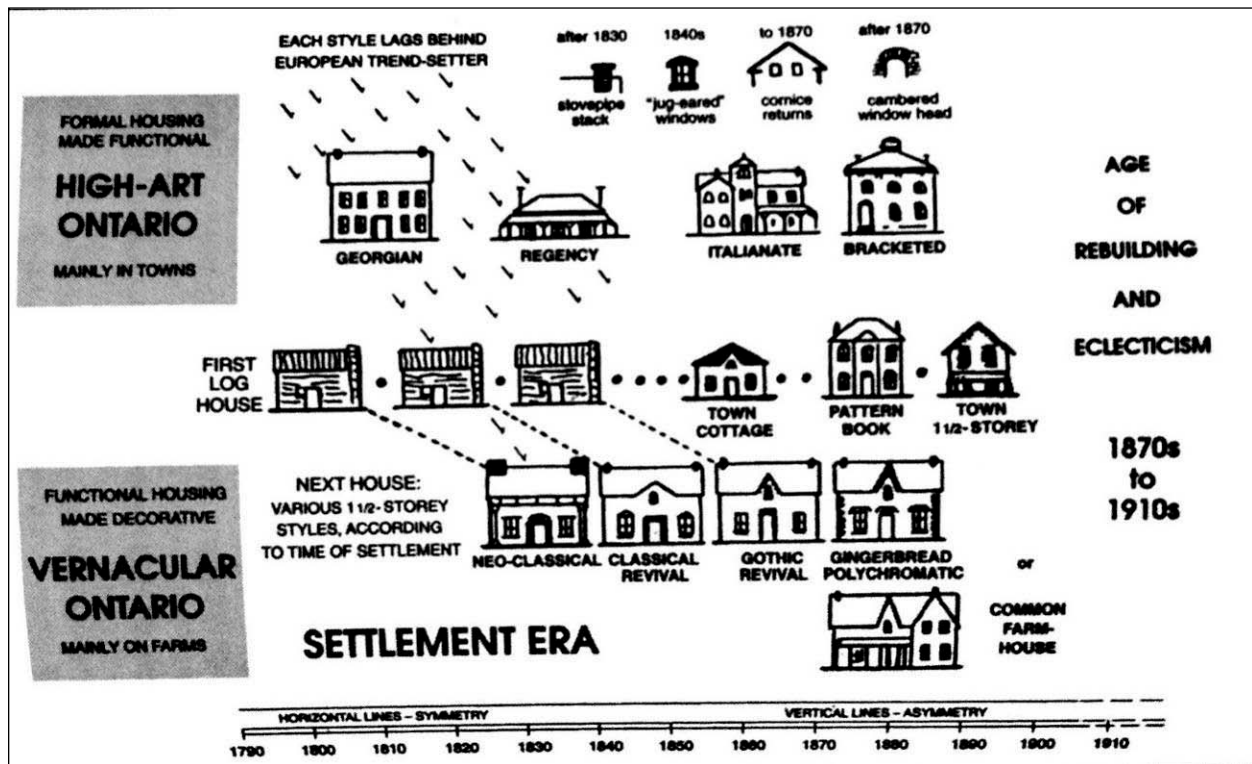 EACH STYLE LAGS BEHIND
EUROPEAN TREND-SETTER
after 1830
stovepipe
stack
1840s
"jug-eared"
windows
to 1870
cornice
returns
after 1870
cambered
window head
FORMAL HOUSING
MADE FUNCTIONAL
HIGH-ART
ONTARIO
MAINLY IN TOWNS
GEORGIAN
REGENCY
ITALIANATE
BRACKETED
AGE
OF
REBUILDING
AND
ECLECTICISM
1870s
to
1910s
FIRST
LOG
HOUSE
TOWN
COTTAGE
PATTERN
BOOK
TOWN
1 1/2-STOREY
FUNCTIONAL HOUSING
MADE DECORATIVE
VERNACULAR
ONTARIO
MAINLY ON FARMS
NEXT HOUSE:
VARIOUS 1 1/2-STOREY
STYLES, ACCORDING
TO TIME OF SETTLEMENT
NEO-CLASSICAL
CLASSICAL
REVIVAL
GOTHIC
REVIVAL
GINGERBREAD
POLYCHROMATIC
or
COMMON
FARM-
HOUSE
SETTLEMENT ERA
HORIZONTAL LINES – SYMMETRY
VERTICAL LINES – ASYMMETRY
1790 1800 1810 1820 1830 1840 1850 1860 1870 1880 1890 1900 1910